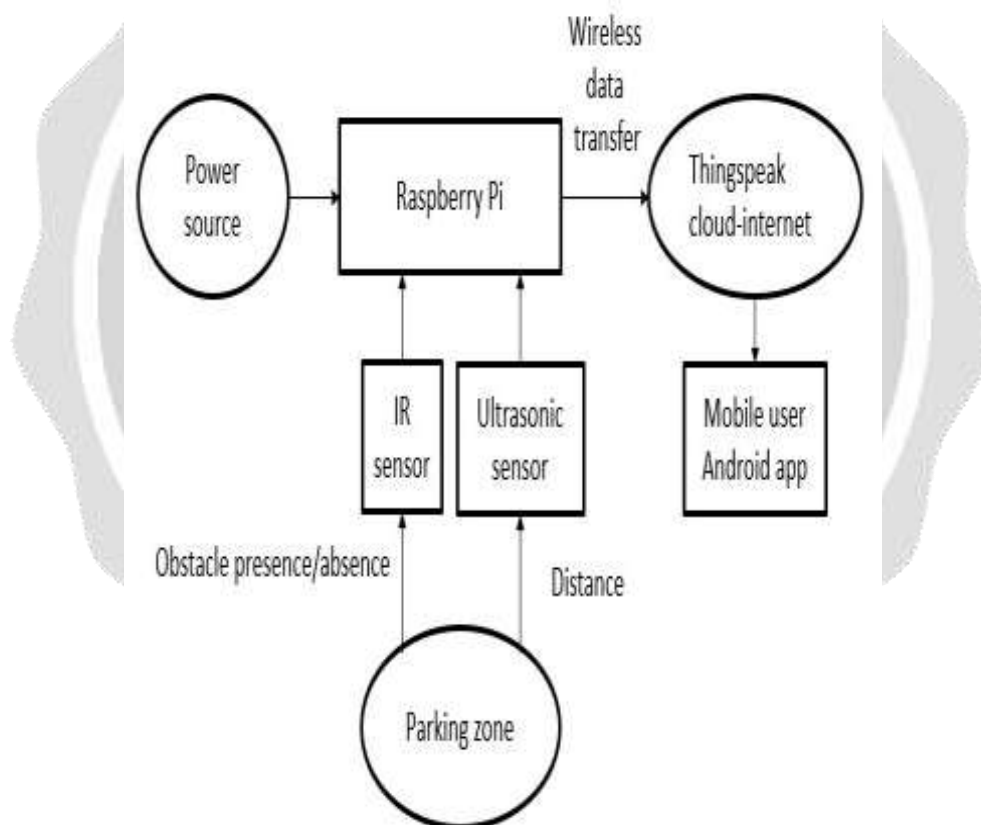 Wireless
data
transfer
Power
source
Raspberry Pi
Thingspeak
cloud-internet
IR
sensor
Ultrasonic
sensor
Mobile user
Android app
Obstacle presence/absence
Distance
Parking zone